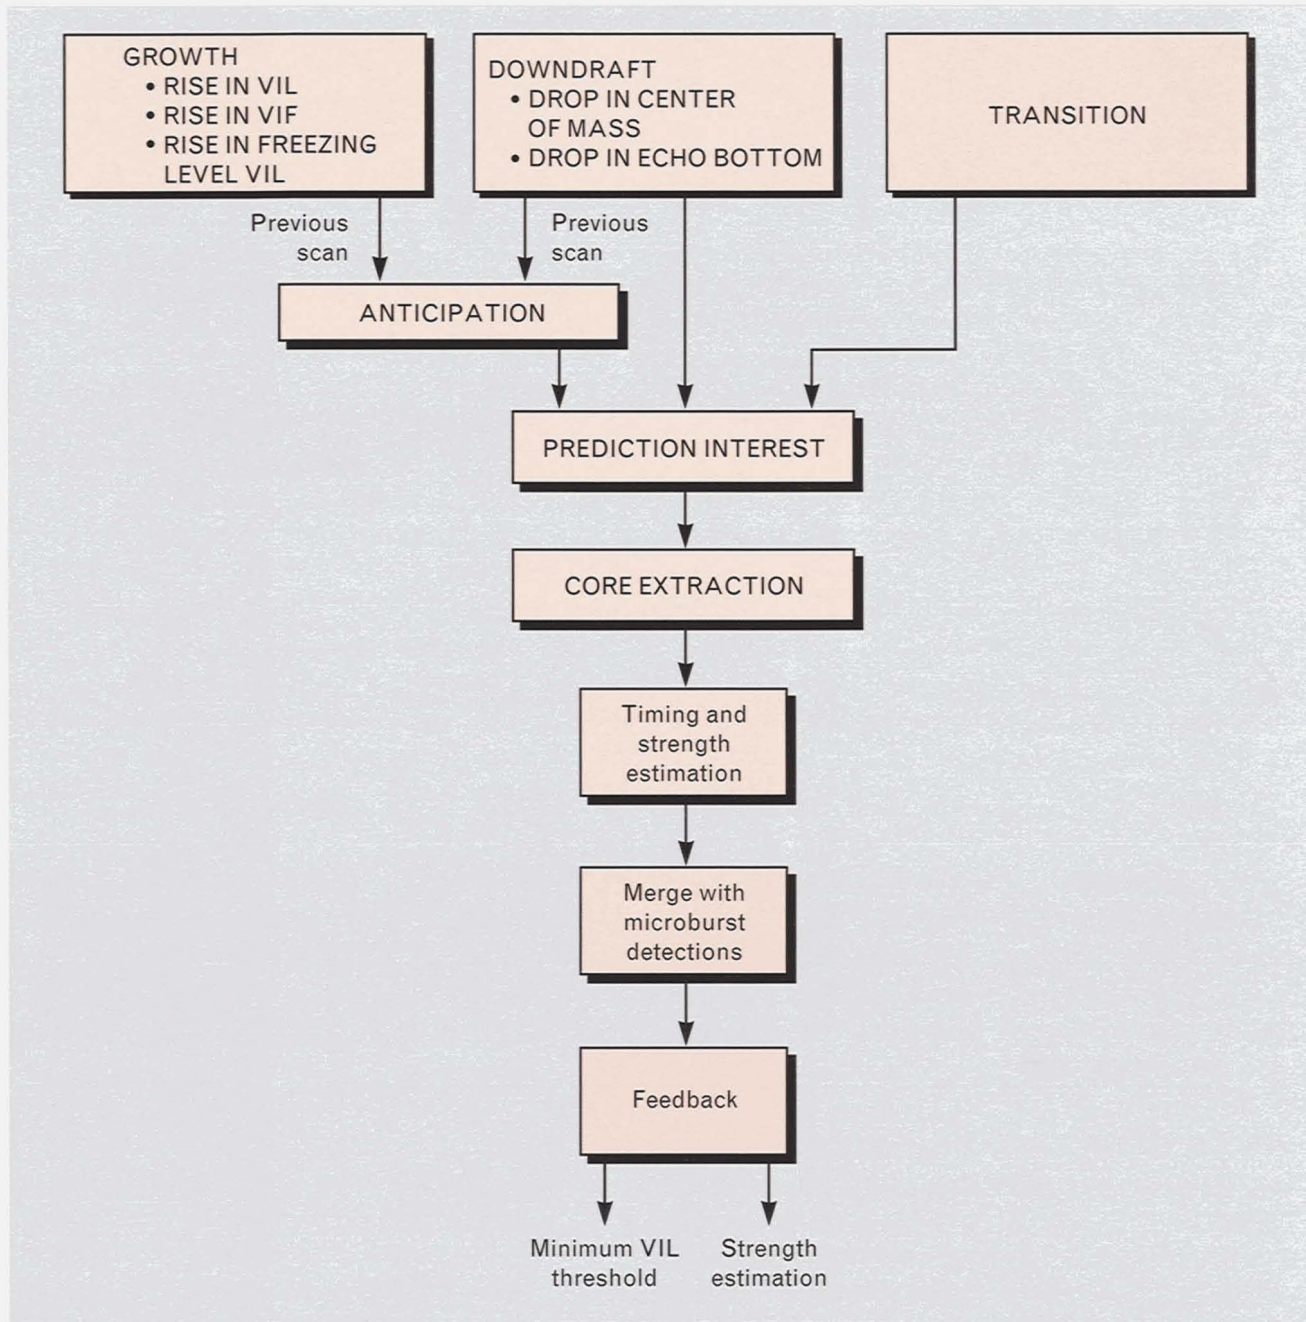 GROWTH
• RISE IN VIL
• RISE IN VIF
• RISE IN FREEZING
LEVEL VIL
DOWNDRAFT
• DROP IN CENTER
OF MASS
• DROP IN ECHO BOTTOM
TRANSITION
Previous
scan
Previous
scan
ANTICIPATION
PREDICTION INTEREST
CORE EXTRACTION
Timing and
strength
estimation
Merge with
microburst
detections
Feedback
Minimum VIL
threshold
Strength
estimation